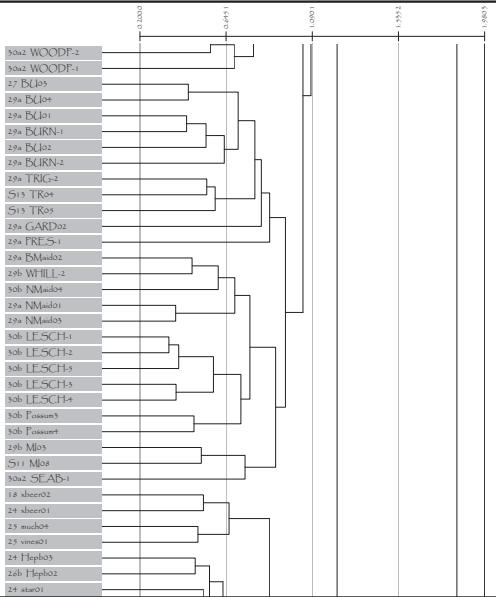 0.2000 0.6451 1.0901 1.5352 1.9803
30a2 WOODF-2
30a2 WOODF-1
27 BU03
29a BU04
29a BU01
29a BURN-1
29a BU02
29a BURN-2
29a TRIG-2
S13 TR04
S13 TR05
29a GARD02
29a PRES-1
29a BMaid02
29b WHILL-2
30b NMaid04
29a NMaid01
29a NMaid03
30b LESCH-1
30b LESCH-2
30b LESCH-5
30b LESCH-3
30b LESCH-4
30b Possum3
30b Possum4
29b MI03
S11 MI08
30a2 SEAB-1
18 sbeer02
24 sbeer01
25 much04
25 vines01
24 Hepb03
26b Hepb02
24 star01